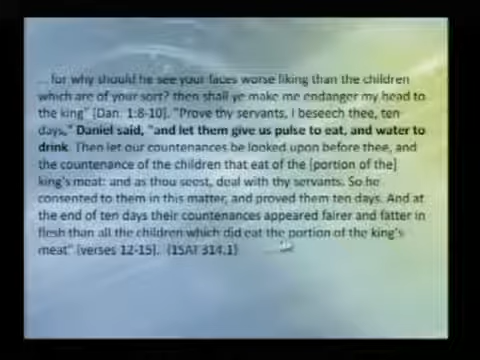 ... for why should he see your faces worse liking than the children
which are of your sort? then shall ye make me endanger my head to
the king" [Dan. 1:8-10]. "Prove thy servants, I beseech thee, ten
days," Daniel said, "and let them give us pulse to eat, and water to
drink. Then let our countenances be looked upon before thee, and
the countenance of the children that eat of the [portion of the]
king's meat: and as thou seest, deal with thy servants. So he
consented to them in this matter, and proved them ten days. And at
the end of ten days their countenances appeared fairer and fatter in
flesh than all the children which did eat the portion of the king's
meat" [verses 12-15]. (15AT 314.1)